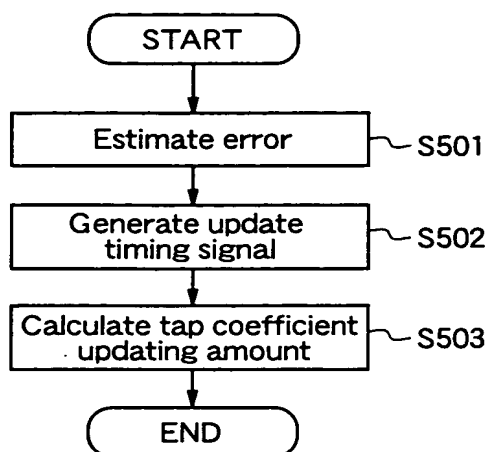 START
Estimate error
S501
Generate update
timing signal
S502
Calculate tap coefficient
updating amount
S503
END